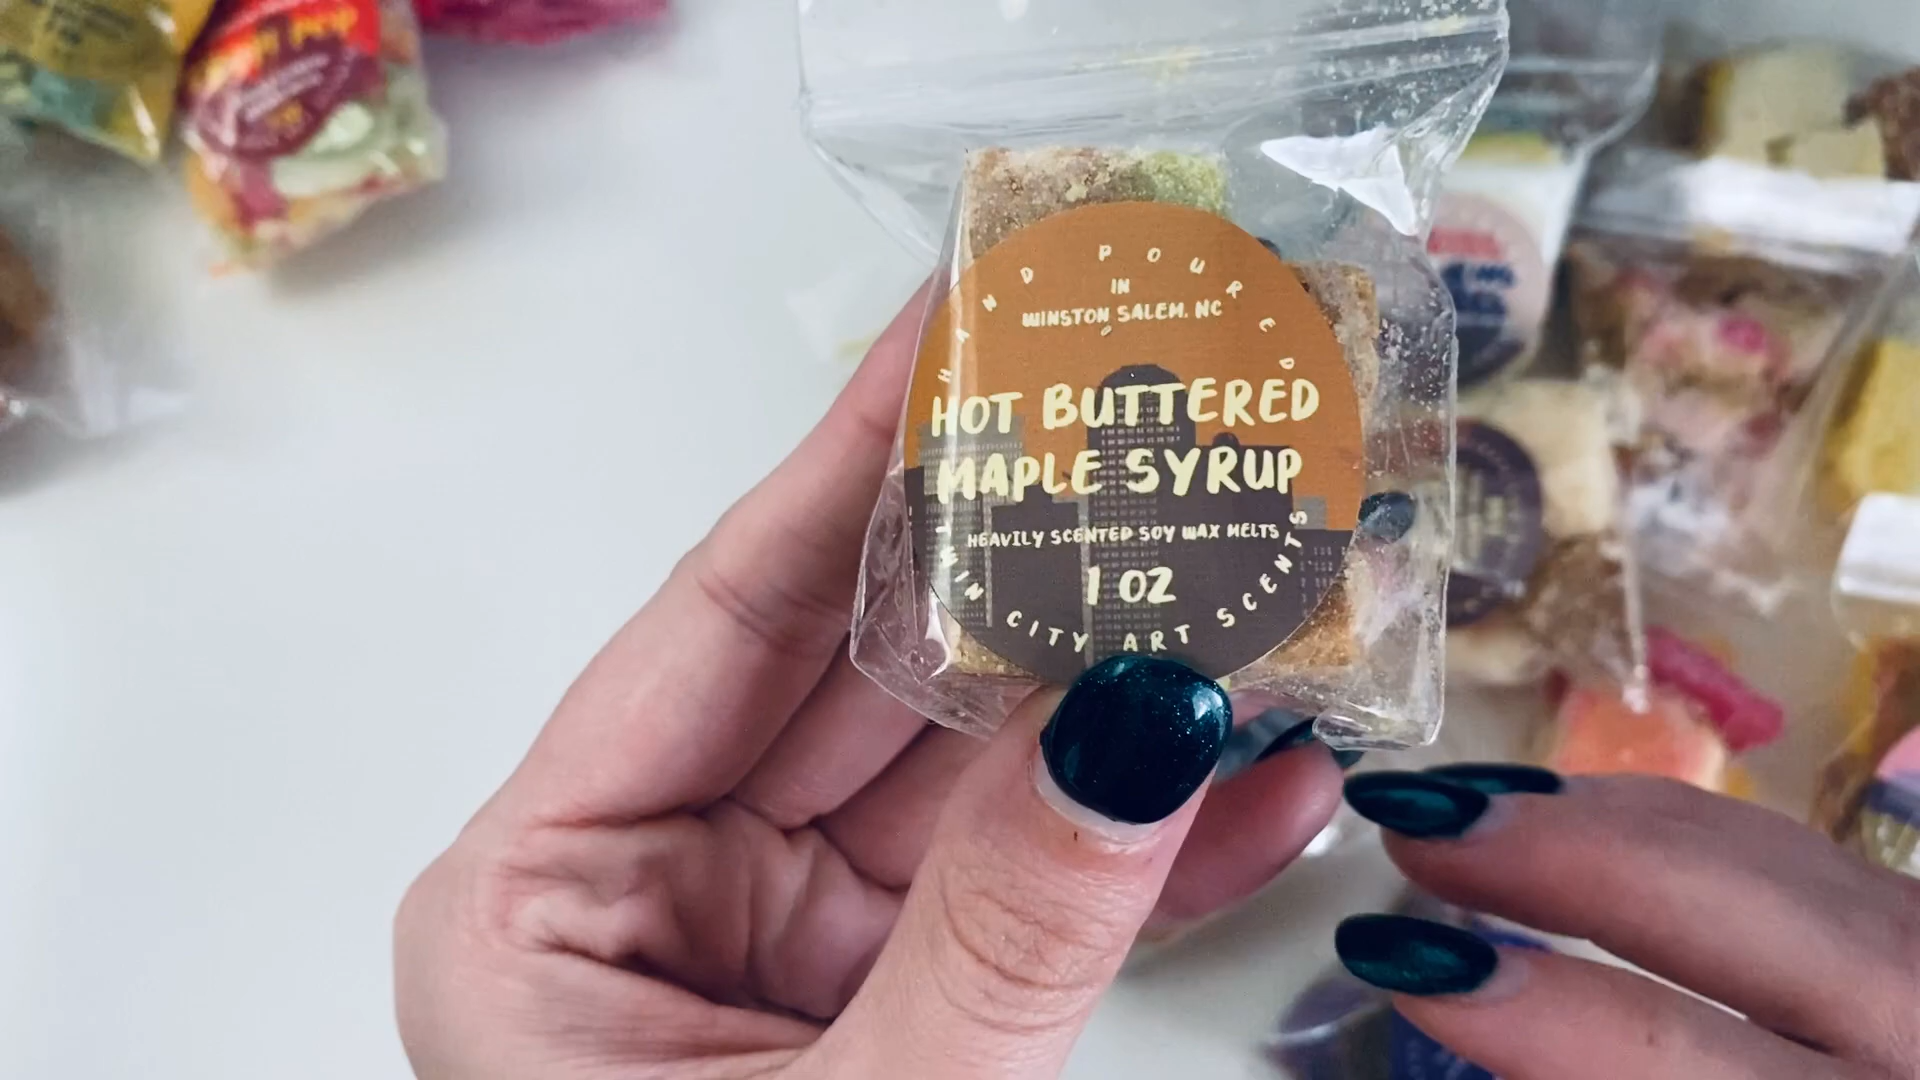 HAND POURED
IN
WINSTON SALEM, NC
HOT BUTTERED
MAPLE SYRUP
HEAVILY SCENTED SOY WAX MELTS
1 OZ
TWIN CITY ART SCENTS